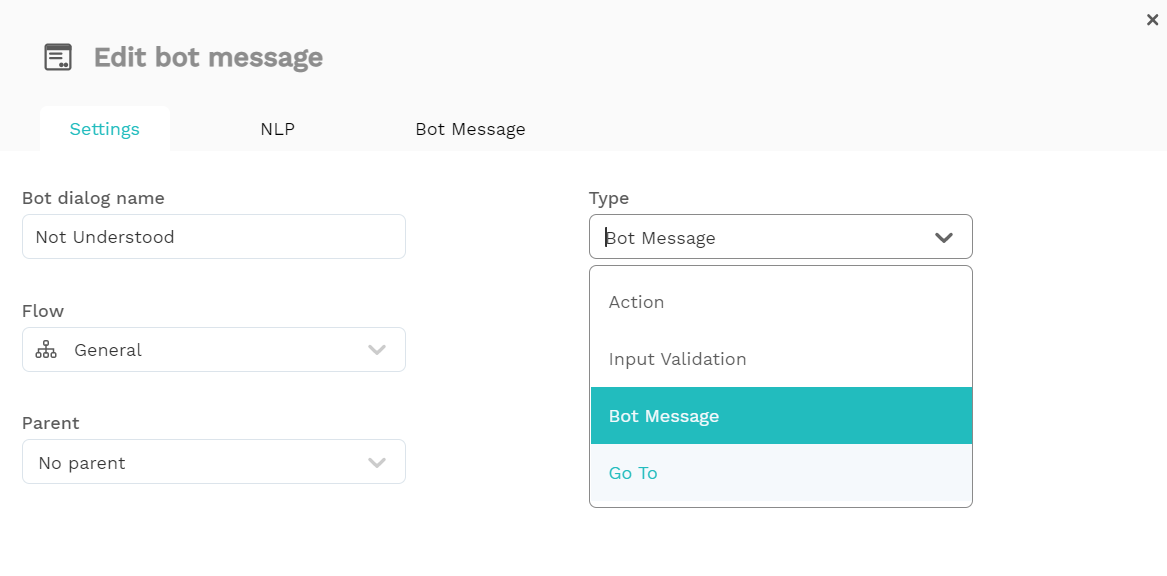 Edit bot message
Settings
NLP
Bot Message
Bot dialog name
Not Understood
Flow
General
Parent
No parent
Type
Bot Message
Action
Input Validation
Bot Message
Go To